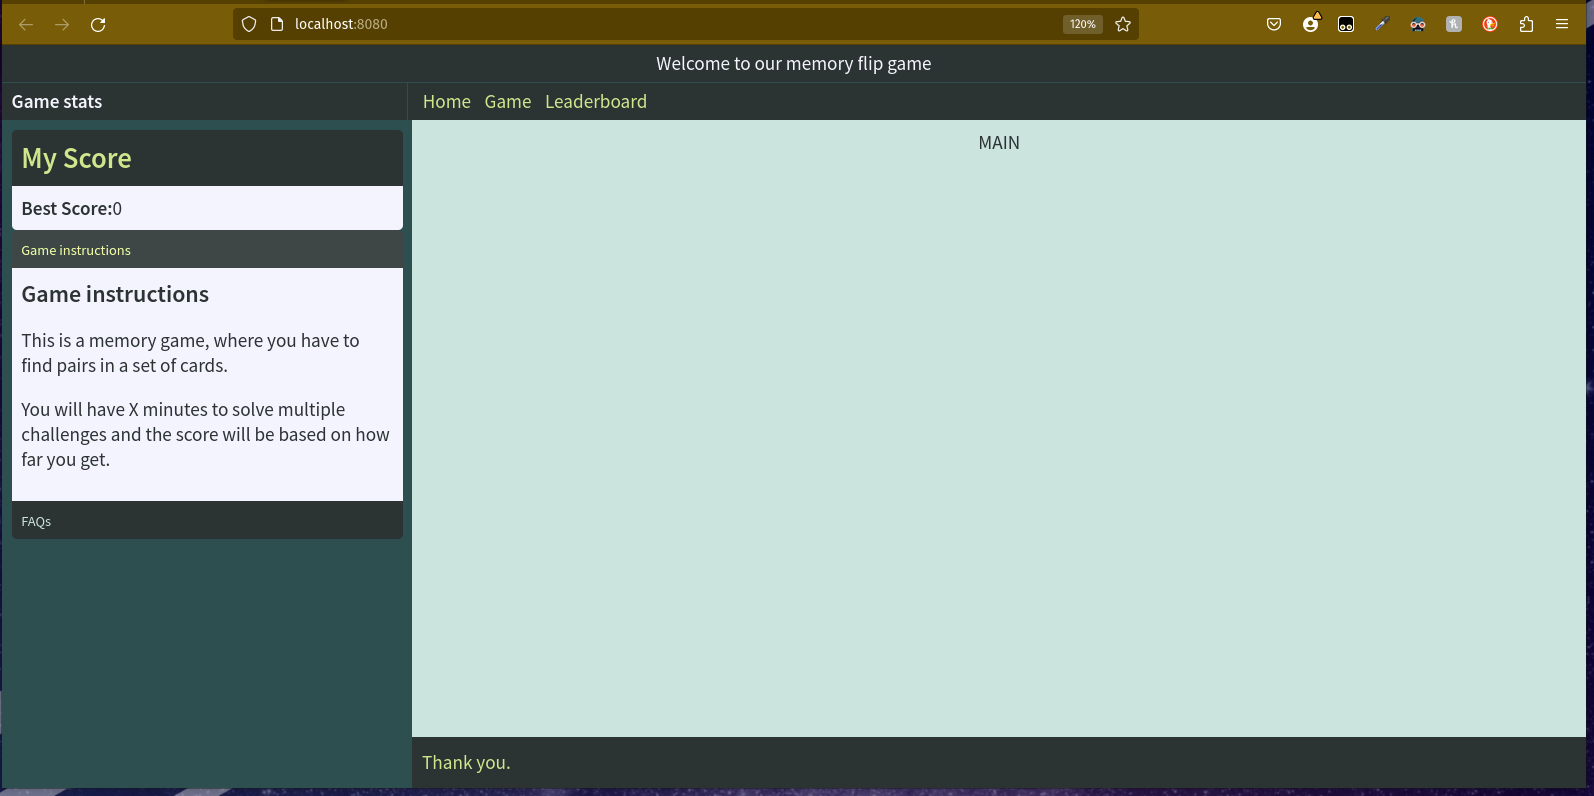 localhost:8080
120%
Welcome to our memory flip game
Game stats
Home Game Leaderboard
My Score
Best Score:0
Game instructions
Game instructions
This is a memory game, where you have to
find pairs in a set of cards.
You will have X minutes to solve multiple
challenges and the score will be based on how
far you get.
FAQs
MAIN
Thank you.